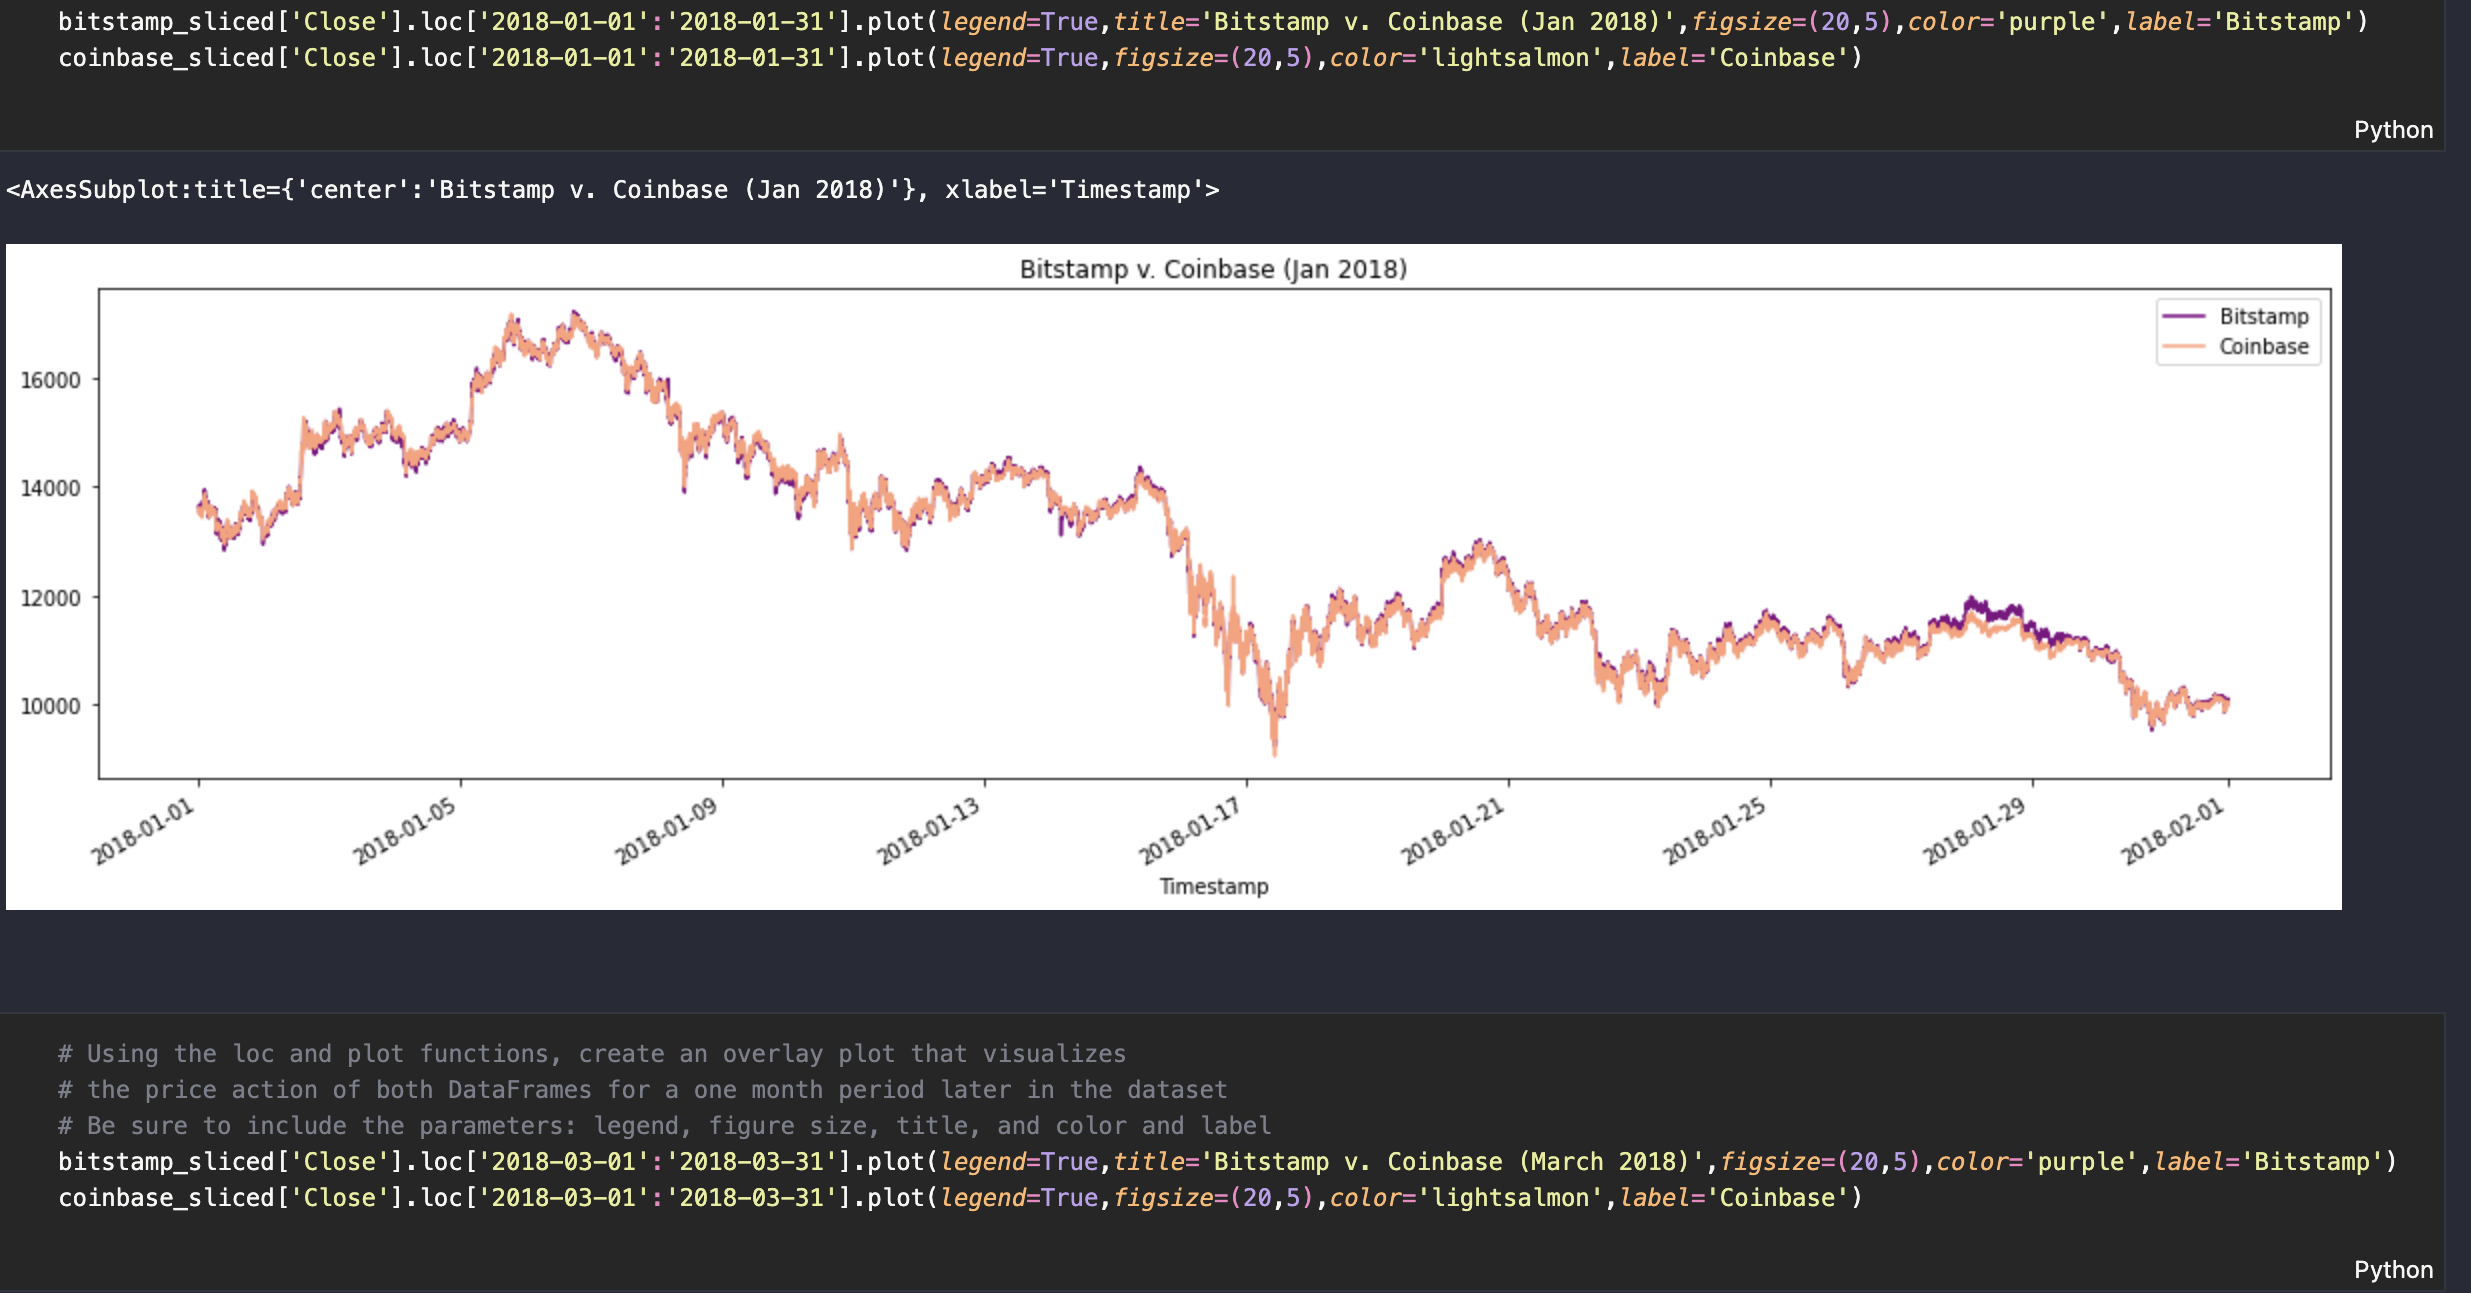 bitstamp_sliced['Close'].loc['2018-01-01':'2018-01-31'].plot(legend=True,title='Bitstamp v. Coinbase (Jan 2018)',figsize=(20,5),color='purple',label='Bitstamp')
coinbase_sliced['Close'].loc['2018-01-01':'2018-01-31'].plot(legend=True,figsize=(20,5),color='lightsalmon',label='Coinbase')
Python
<AxesSubplot:title={'center':'Bitstamp v. Coinbase (Jan 2018)'}, xlabel='Timestamp'>
Bitstamp v. Coinbase (Jan 2018)
Bitstamp
Coinbase
16000
14000
12000
10000
2018-01-01
2018-01-05
2018-01-09
2018-01-13
2018-01-17
2018-01-21
2018-01-25
2018-01-29
2018-02-01
Timestamp
# Using the loc and plot functions, create an overlay plot that visualizes
# the price action of both DataFrames for a one month period later in the dataset
# Be sure to include the parameters: legend, figure size, title, and color and label
bitstamp_sliced['Close'].loc['2018-03-01':'2018-03-31'].plot(legend=True,title='Bitstamp v. Coinbase (March 2018)',figsize=(20,5),color='purple',label='Bitstamp')
coinbase_sliced['Close'].loc['2018-03-01':'2018-03-31'].plot(legend=True,figsize=(20,5),color='lightsalmon',label='Coinbase')
Python